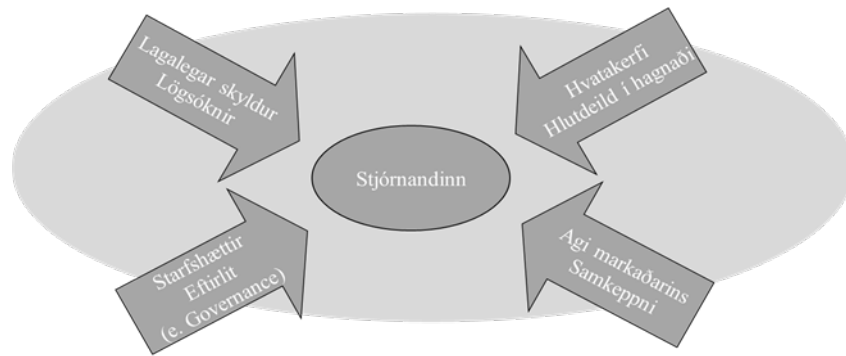 Lagalegar skyldur
Lögsóknir
Hvatakerfi
Hlutdeild í hagnaði
Stjórnandinn
Starfshættir
Eftirlit
(e. Governance)
Agi markaðarins
Samkeppni